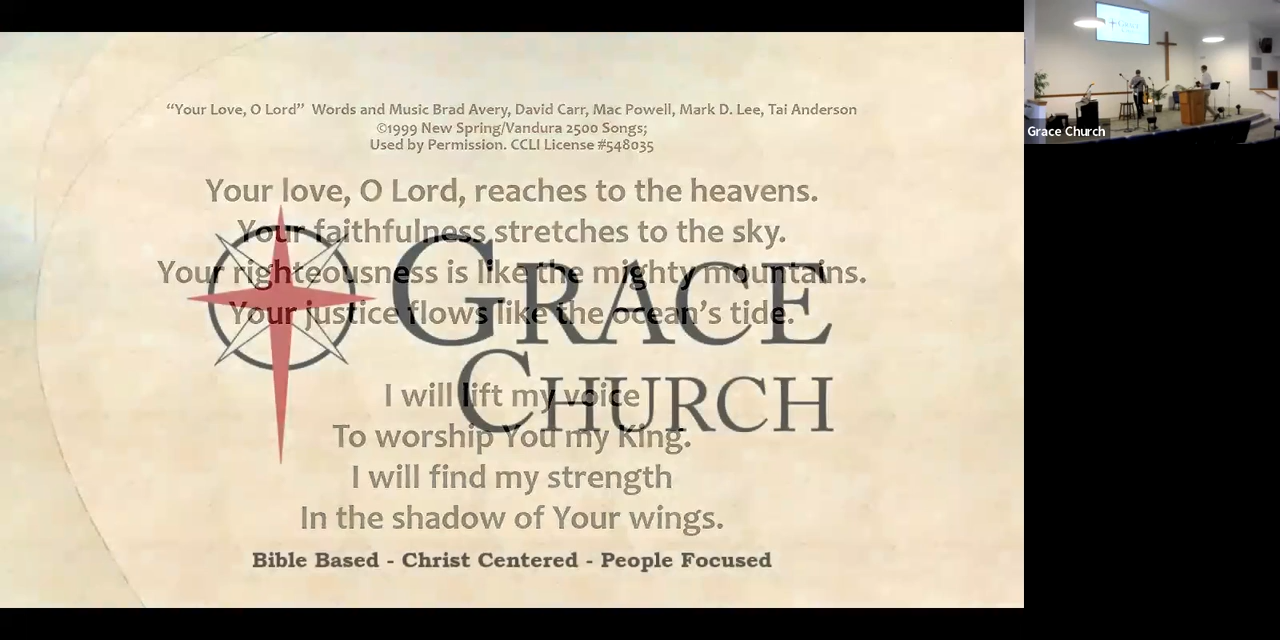 “Your Love, O Lord”  Words and Music Brad Avery, David Carr, Mac Powell, Mark D. Lee, Tai Anderson
©1999 New Spring/Vandura 2500 Songs;
Used by Permission. CCLI License #548035
Your love, O Lord, reaches to the heavens.
Your faithfulness stretches to the sky.
Your righteousness is like the mighty mountains.
Your justice flows like the ocean’s tide.
I will lift my voice
To worship You my King.
I will find my strength
In the shadow of Your wings.
GRACE
CHURCH
Bible Based - Christ Centered - People Focused
GRACE
Grace Church